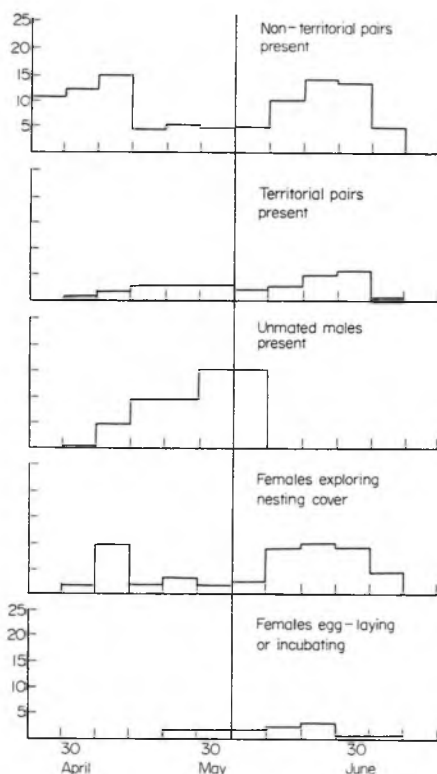 25
20
15
10
5
Non-territorial pairs
present
Territorial pairs
present
Unmated males
present
Females exploring
nesting cover
25
20
15
10
5
Females egg-laying
or incubating
30
30
30
April
May
June